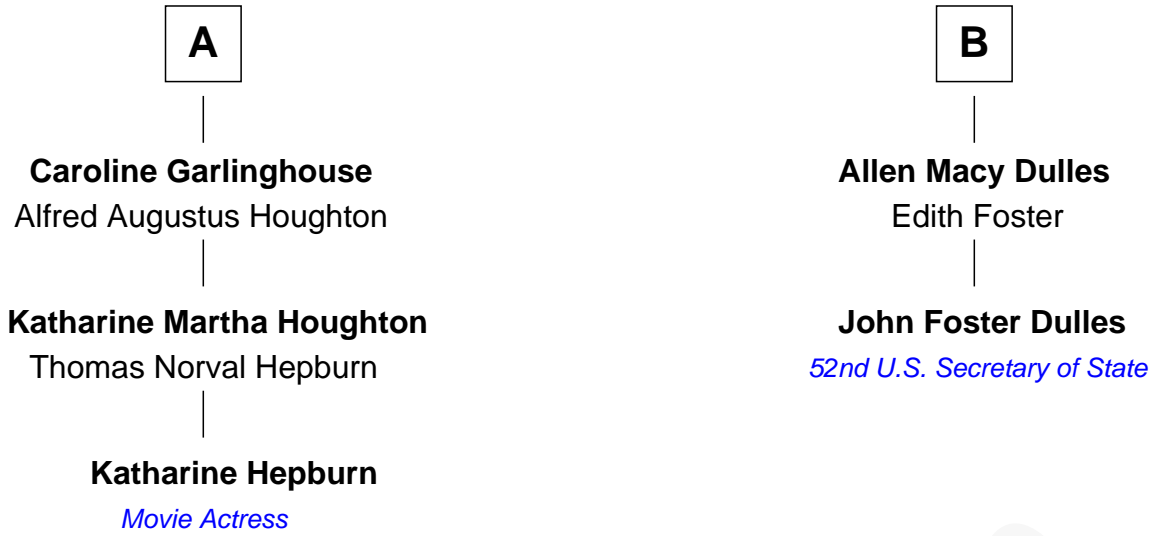 A
Caroline Garlinghouse
Alfred Augustus Houghton
Katharine Martha Houghton
Thomas Norval Hepburn
Katharine Hepburn
Movie Actress
B
Allen Macy Dulles
Edith Foster
John Foster Dulles
52nd U.S. Secretary of State